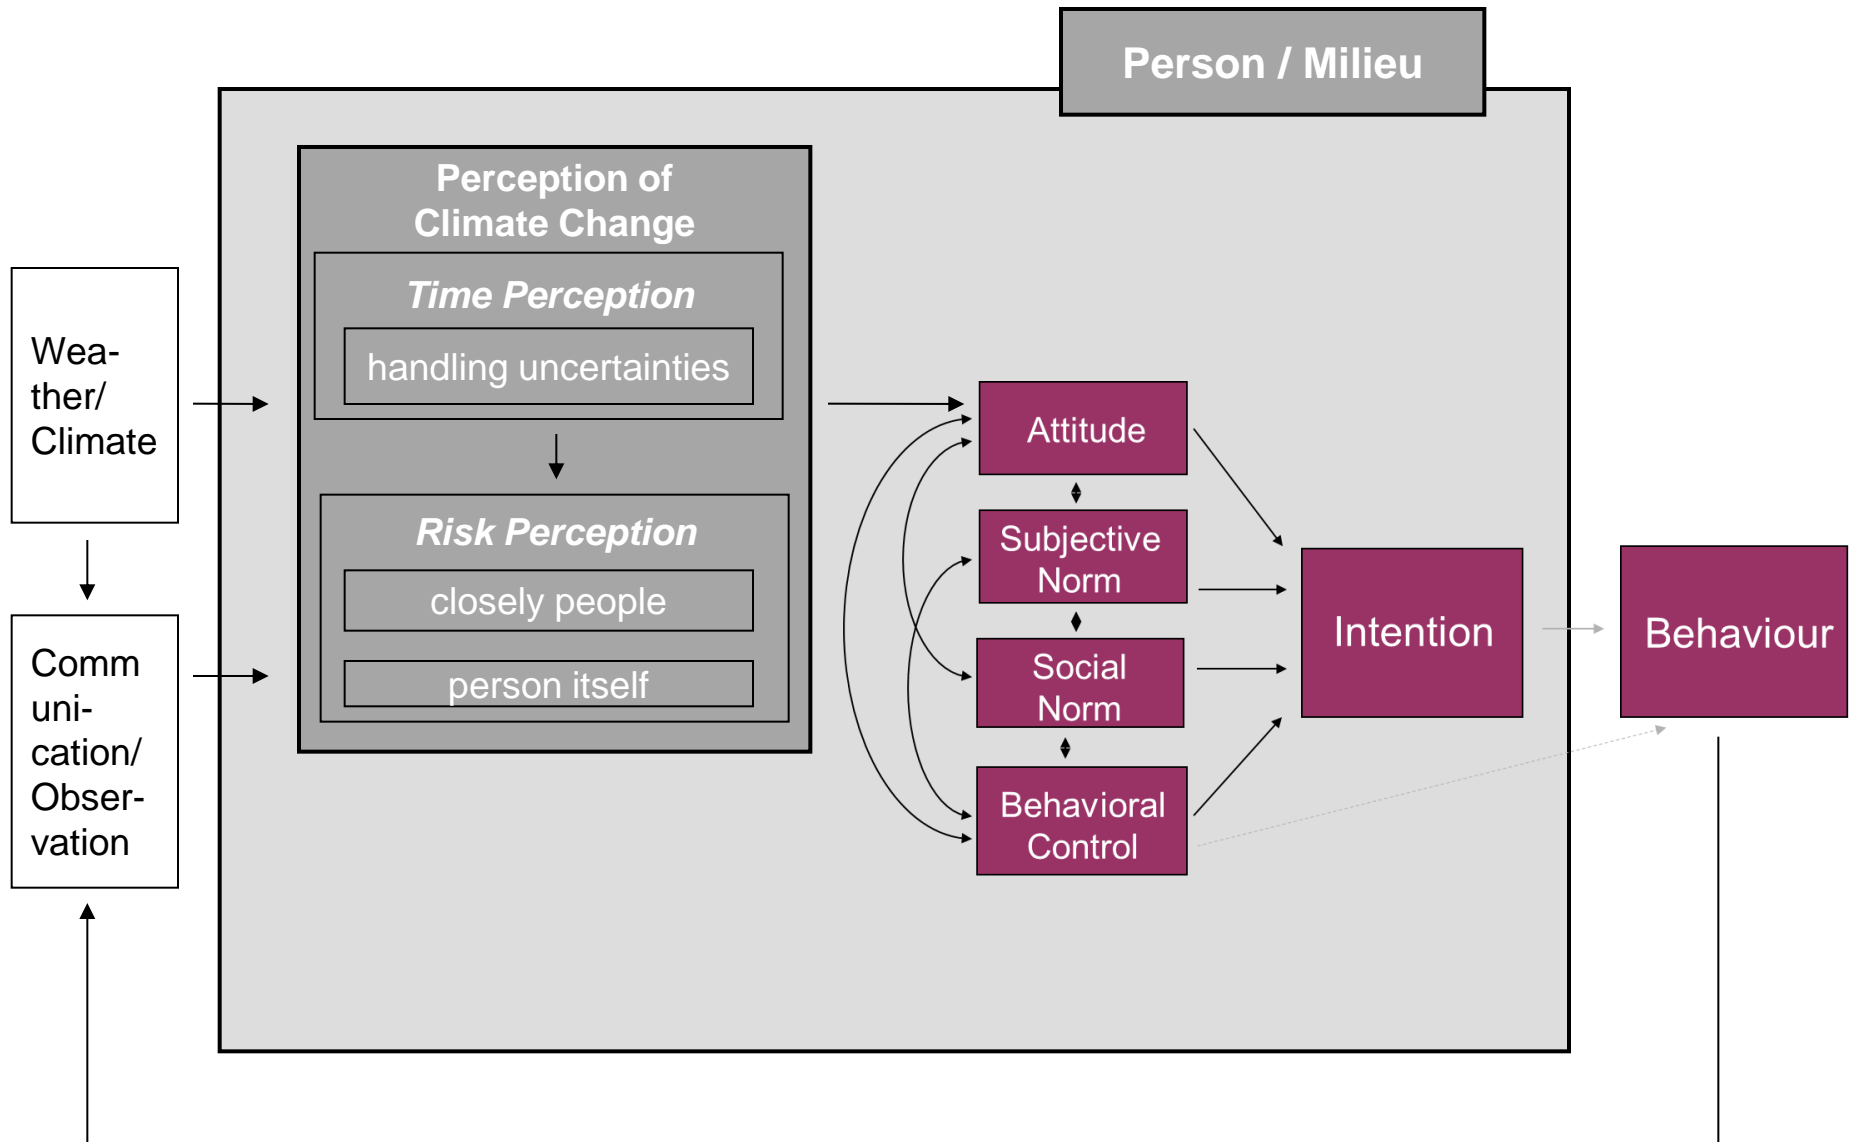 Person / Milieu
Perception of
Climate Change
Time Perception
handling uncertainties
Risk Perception
closely people
person itself
Wea-
ther/
Climate
Comm
uni-
cation/
Obser-
vation
Attitude
Subjective
Norm
Social
Norm
Behavioral
Control
Intention
Behaviour